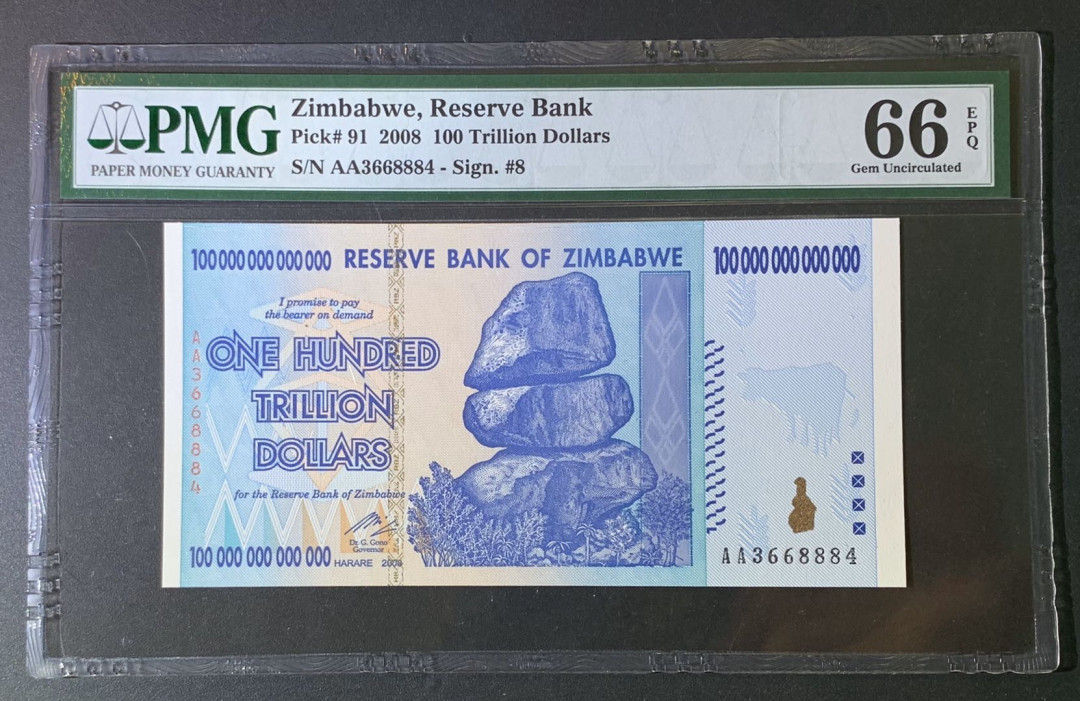 PMG
PAPER MONEY GUARANTY
Zimbabwe, Reserve Bank
Pick# 91 2008 100 Trillion Dollars
S/N AA3668884 - Sign. #8
66
EPQ
Gem Uncirculated
100 000 000 000 000 RESERVE BANK OF ZIMBABWE 100 000 000 000 000
I promise to pay
the bearer on demand
ONE HUNDRED
TRILLION
DOLLARS
AA3668884
for the Reserve Bank of Zimbabwe
Dr. G. Gono
Governor
100 000 000 000 000 HARARE 2008
AA3668884